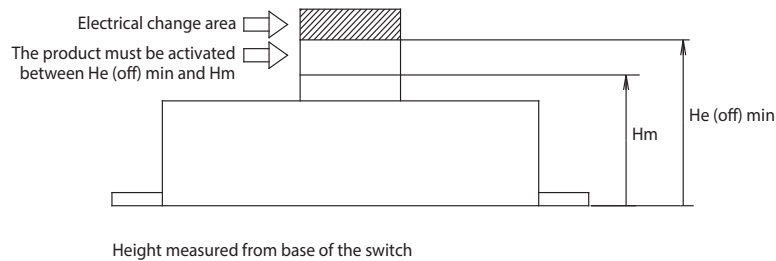 Electrical change area
The product must be activated
between He (off) min and Hm
He (off) min
Hm
Height measured from base of the switch